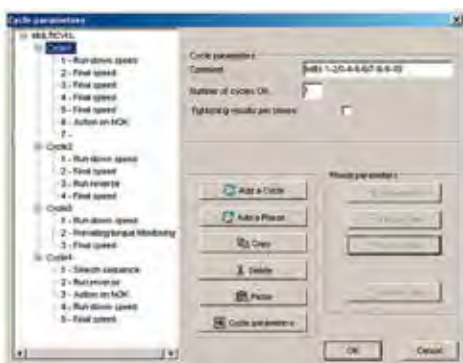 Cycle parameters
MULTICVIL
Cycle1
1 - Run down speed
2 - Final speed
3 - Final speed
4 - Final speed
5 - Final speed
6 - Action on NOK
7 -
Cycle2
1 - Run down speed
2 - Final speed
3 - Run reverse
4 - Final speed
Cycle3
1 - Run down speed
2 - Prevailing torque Monitoring
3 - Final speed
Cycle4
1 - Search sequence
2 - Run reverse
3 - Action on NOK
4 - Run down speed
5 - Final speed
Cycle parameters
Comment
Number of cycles OK
Tightening results per screw
Add a Cycle
Add a Phase
Copy
Delete
Paste
Cycle parameters
Phase parameters
OK
Cancel